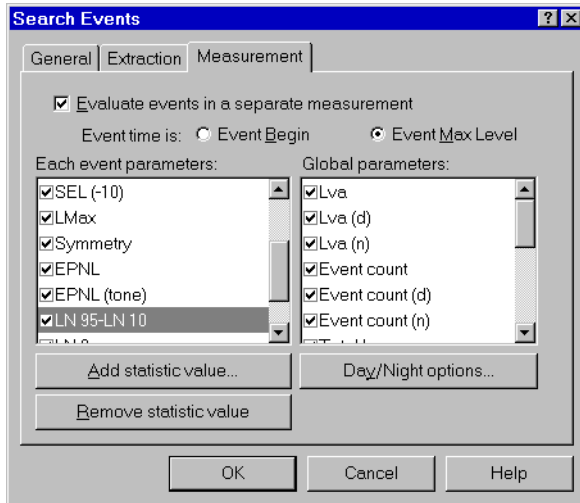 Search Events
General Extraction Measurement
Evaluate events in a separate measurement
Event time is: Event Begin Event Max Level
Each event parameters: Global parameters:
SEL (-10) Lva
LMax Lva (d)
Symmetry Lva (n)
EPNL Event count
EPNL (tone) Event count (d)
LN 95-LN 10 Event count (n)
Add statistic value... Day/Night options...
Remove statistic value
OK Cancel Help